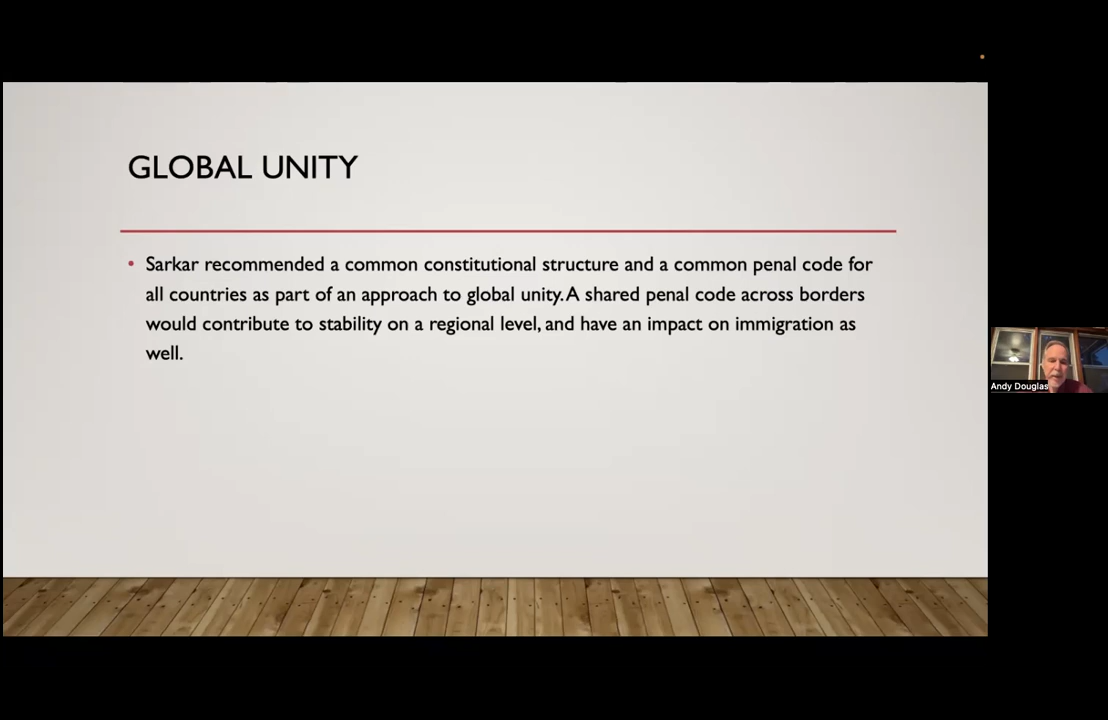 GLOBAL UNITY
• Sarkar recommended a common constitutional structure and a common penal code for
all countries as part of an approach to global unity. A shared penal code across borders
would contribute to stability on a regional level, and have an impact on immigration as
well.
Andy Douglas